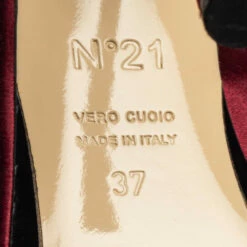 N°21
VERO CUOIO
MADE IN ITALY
37